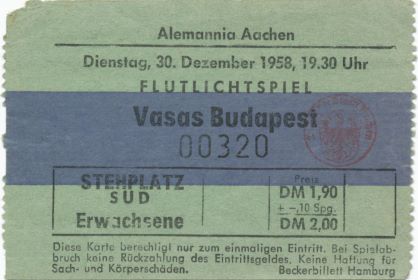 Alemannia Aachen
Dienstag, 30. Dezember 1958, 19.30 Uhr
FLUTLICHTSPIEL
Vasas Budapest
00320
STEHPLATZ
SUD
Erwachsene
Preis
DM 1,90
+ -,10 Spg.
DM 2,00
Diese Karte berechtigt nur zum einmaligen Eintritt. Bei Spielab-
bruch keine Rückzahlung des Eintrittsgeldes. Keine Haftung für
Sach- und Körperschäden. Beckerbillett Hamburg